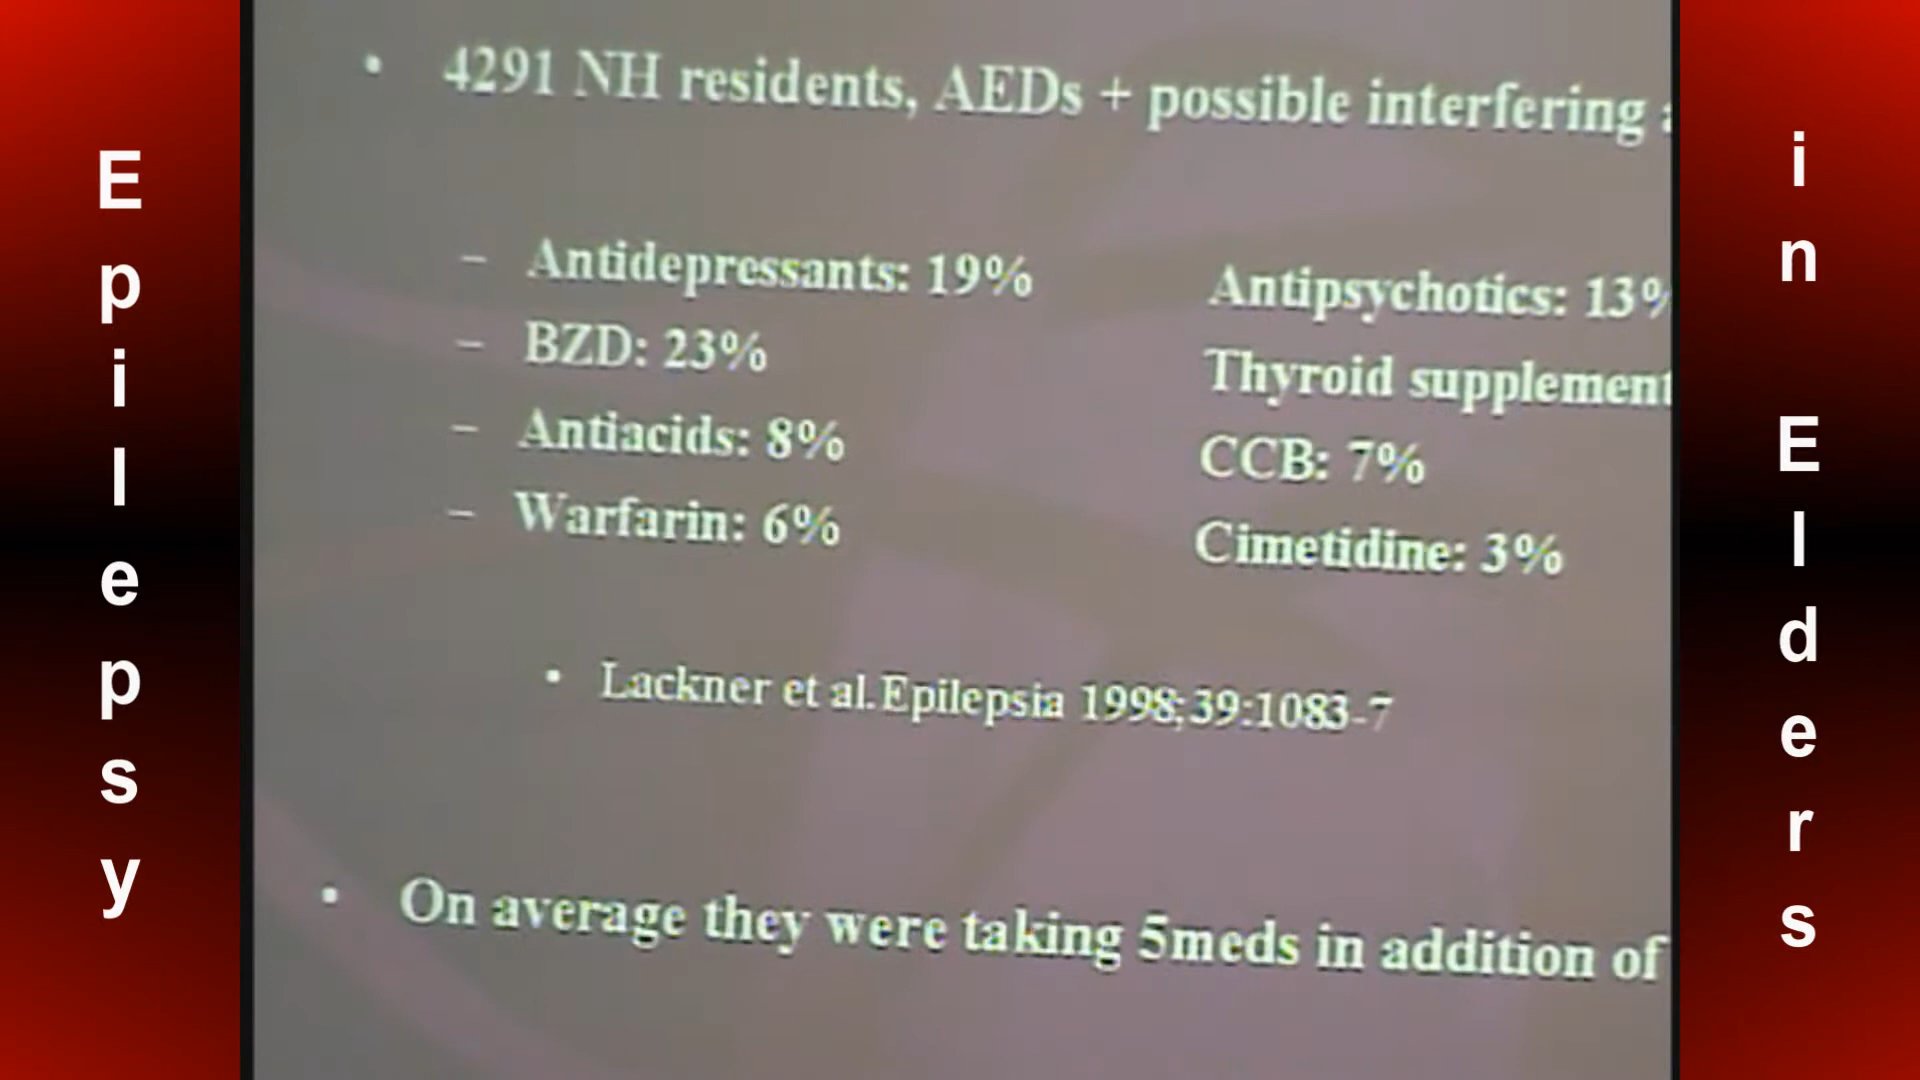 Epilepsy
• 4291 NH residents, AEDs + possible interfering
– Antidepressants: 19% Antipsychotics: 13%
– BZD: 23% Thyroid supplement
– Antiacids: 8% CCB: 7%
– Warfarin: 6% Cimetidine: 3%
• Lackner et al.Epilepsia 1998;39:1083-7
• On average they were taking 5meds in addition of
in Elders